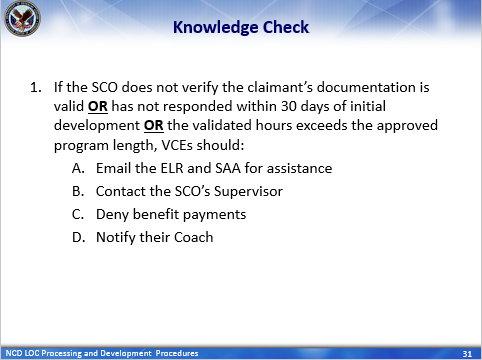 Knowledge Check
1. If the SCO does not verify the claimant's documentation is
valid OR has not responded within 30 days of initial
development OR the validated hours exceeds the approved
program length, VCEs should:
A. Email the ELR and SAA for assistance
B. Contact the SCO's Supervisor
C. Deny benefit payments
D. Notify their Coach
NCD LOC Processing and Development Procedures
31